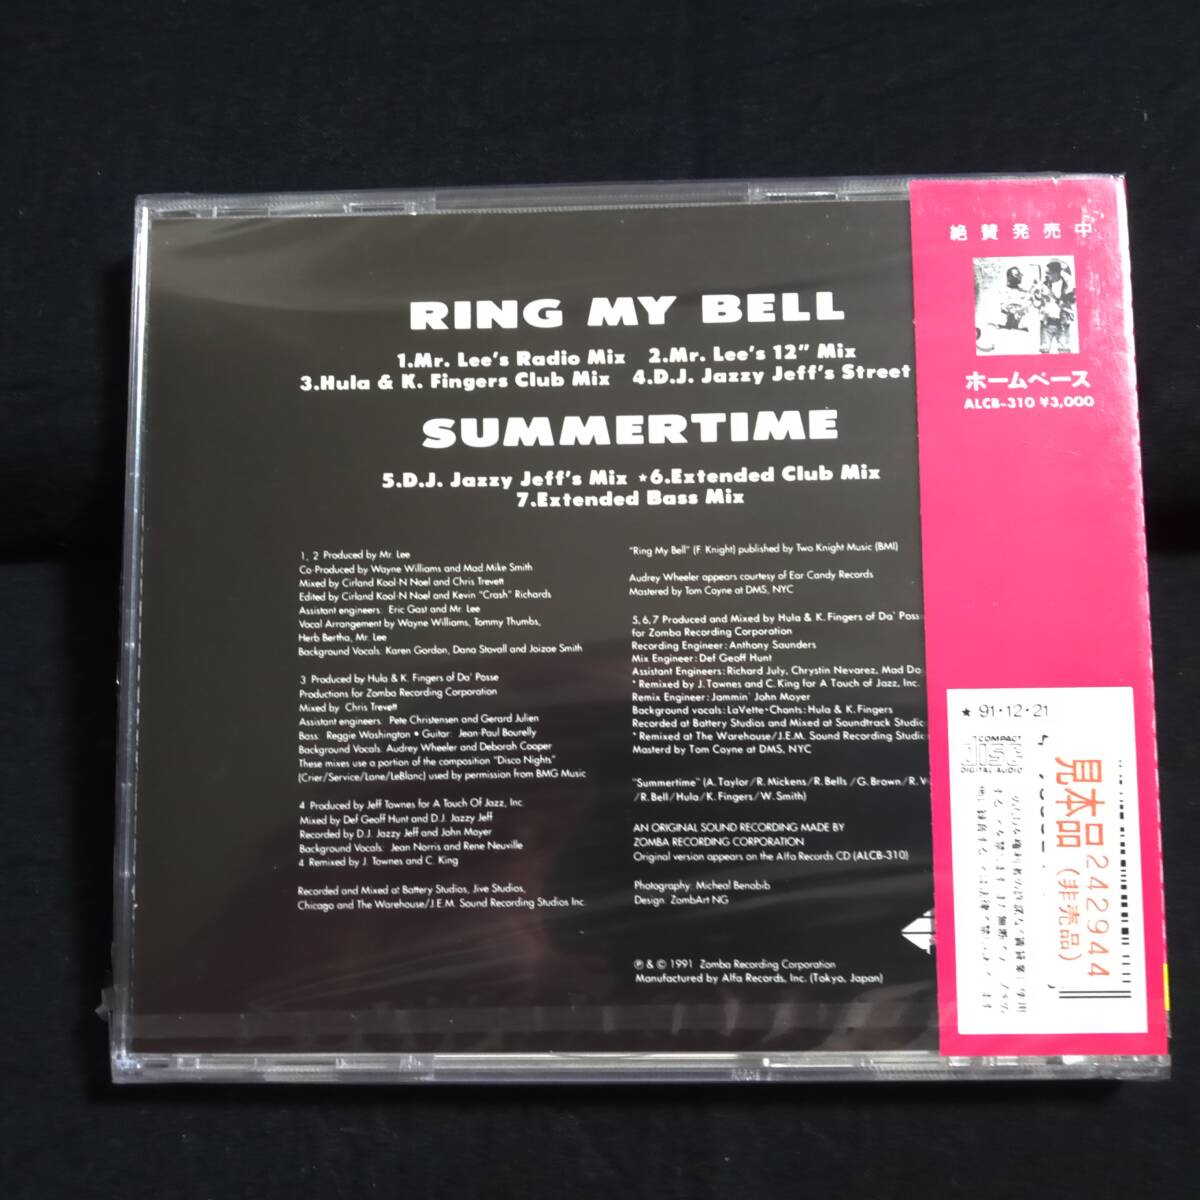 RING MY BELL
1.Mr. Lee's Radio Mix 2.Mr. Lee's 12" Mix
3.Hula & K. Fingers Club Mix 4.D.J. Jazzy Jeff's Street
SUMMERTIME
5.D.J. Jazzy Jeff's Mix ★6.Extended Club Mix
7.Extended Bass Mix
1, 2 Produced by Mr. Lee
Co-Produced by Wayne Williams and Mad Mike Smith
Mixed by Cirland Kool-N Noel and Chris Trevett
Edited by Cirland Kool-N Noel and Kevin "Crash" Richards
Assistant engineers: Eric Gast and Mr. Lee
Vocal Arrangement by Wayne Williams, Tommy Thumbs,
Herb Bertha, Mr. Lee
Background Vocals: Karen Gordon, Dana Stovall and Joizae Smith
3 Produced by Hula & K. Fingers of Da' Posse
Productions for Zomba Recording Corporation
Mixed by Chris Trevett
Assistant engineers: Pete Christensen and Gerard Julien
Bass: Reggie Washington • Guitar: Jean-Paul Bourelly
Background Vocals: Audrey Wheeler and Deborah Cooper
These mixes use a portion of the composition "Disco Nights"
(Crier/Service/Lane/LeBlanc) used by permission from BMG Music
4 Produced by Jeff Townes for A Touch Of Jazz, Inc.
Mixed by Def Geoff Hunt and D.J. Jazzy Jeff
Recorded by D.J. Jazzy Jeff and John Mayer
Background Vocals: Jean Norris and Rene Neuville
4 Remixed by J. Townes and C. King
Recorded and Mixed at Battery Studios, Jive Studios,
Chicago and The Warehouse/J.E.M. Sound Recording Studios Inc.
"Ring My Bell" (F. Knight) published by Two Knight Music (BMI)
Audrey Wheeler appears courtesy of Ear Candy Records
Mastered by Tom Coyne at DMS, NYC
5,6,7 Produced and Mixed by Hula & K. Fingers of Da' Posse
for Zomba Recording Corporation
Recording Engineer: Anthony Saunders
Mix Engineer: Def Geoff Hunt
Assistant Engineers: Richard July, Chrystin Nevarez, Mad Do
* Remixed by J. Townes and C. King for A Touch of Jazz, Inc.
Remix Engineer: Jammin' John Mayer
Background vocals: LaVette • Chants: Hula & K. Fingers
Recorded at Battery Studios and Mixed at Soundtrack Studio
* Remixed at The Warehouse/J.E.M. Sound Recording Studio
Masterd by Tom Coyne at DMS, NYC
"Summertime" (A. Taylor/R. Mickens/R. Bells/G. Brown/R. W
/R. Bell/Hula/K. Fingers/W. Smith)
AN ORIGINAL SOUND RECORDING MADE BY
ZOMBA RECORDING CORPORATION
Original version appears on the Alfa Records CD (ALCB-310)
Photography: Micheal Benabib
Design: ZombArt NG
Ⓟ & © 1991 Zomba Recording Corporation
Manufactured by Alfa Records, Inc. (Tokyo, Japan)
絶賛発売中
ホームベース
ALCB-310 ¥3,000
★ 91・12・21
COMPACT
disc
DIGITAL AUDIO
見本品 242944
(非売品)